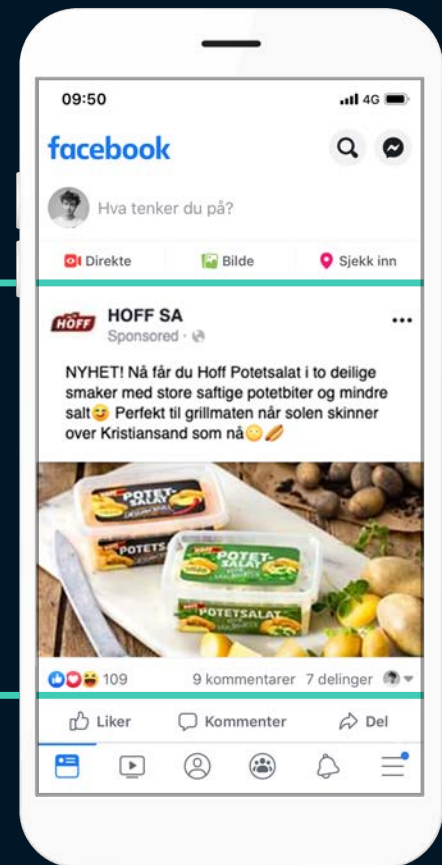 09:50
4G
facebook
Hva tenker du på?
Direkte
Bilde
Sjekk inn
HOFF
HOFF SA
Sponsored
NYHET! Nå får du Hoff Potetsalat i to deilige
smaker med store saftige potetbiter og mindre
salt😅 Perfekt til grillmaten når solen skinner
over Kristiansand som nå🌞🌭
POTET-
SALAT
POTETS
POTET-
SALAT
POTETSALAT
109
9 kommentarer
7 delinger
Liker
Kommenter
Del